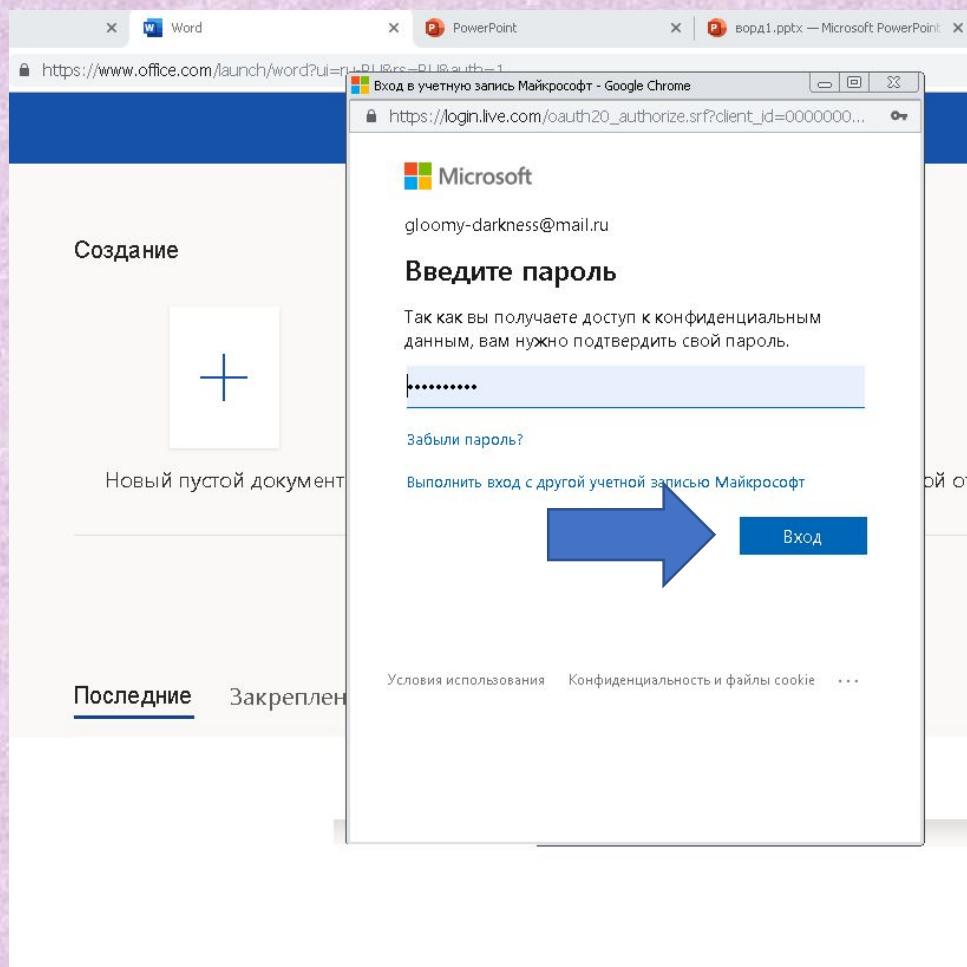 Word
PowerPoint
ворд1.pptx — Microsoft PowerPoint
https://www.office.com/launch/word?ui=ru-RU&rs=RU&auth=1
Вход в учетную запись Майкрософт - Google Chrome
https://login.live.com/oauth20_authorize.srf?client_id=0000000...
Microsoft
gloomy-darkness@mail.ru
Введите пароль
Так как вы получаете доступ к конфиденциальным
данным, вам нужно подтвердить свой пароль.
••••••••••
Забыли пароль?
Выполнить вход с другой учетной записью Майкрософт
Вход
Условия использования Конфиденциальность и файлы cookie ...
Создание
Новый пустой документ
ой от
Последние Закреплен